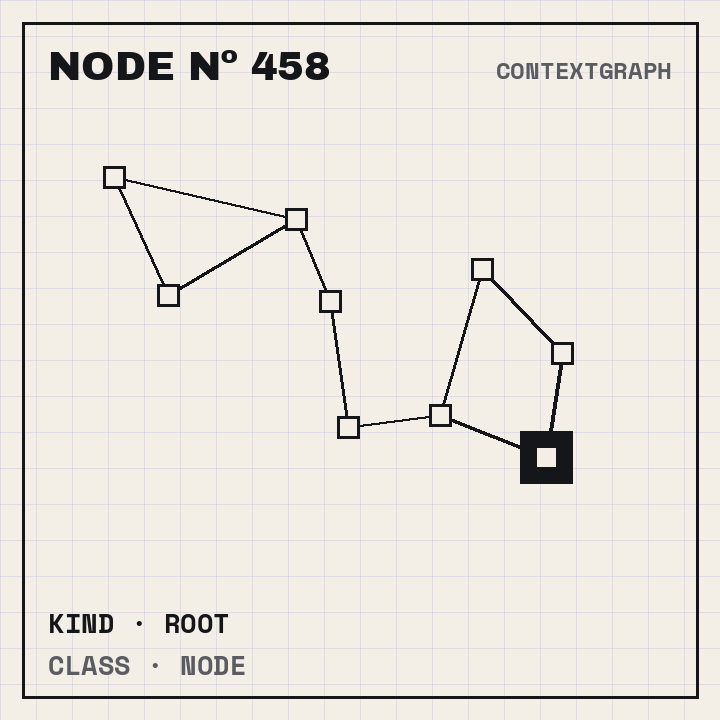 NODE Nº 458
CONTEXTGRAPH
KIND · ROOT
CLASS · NODE